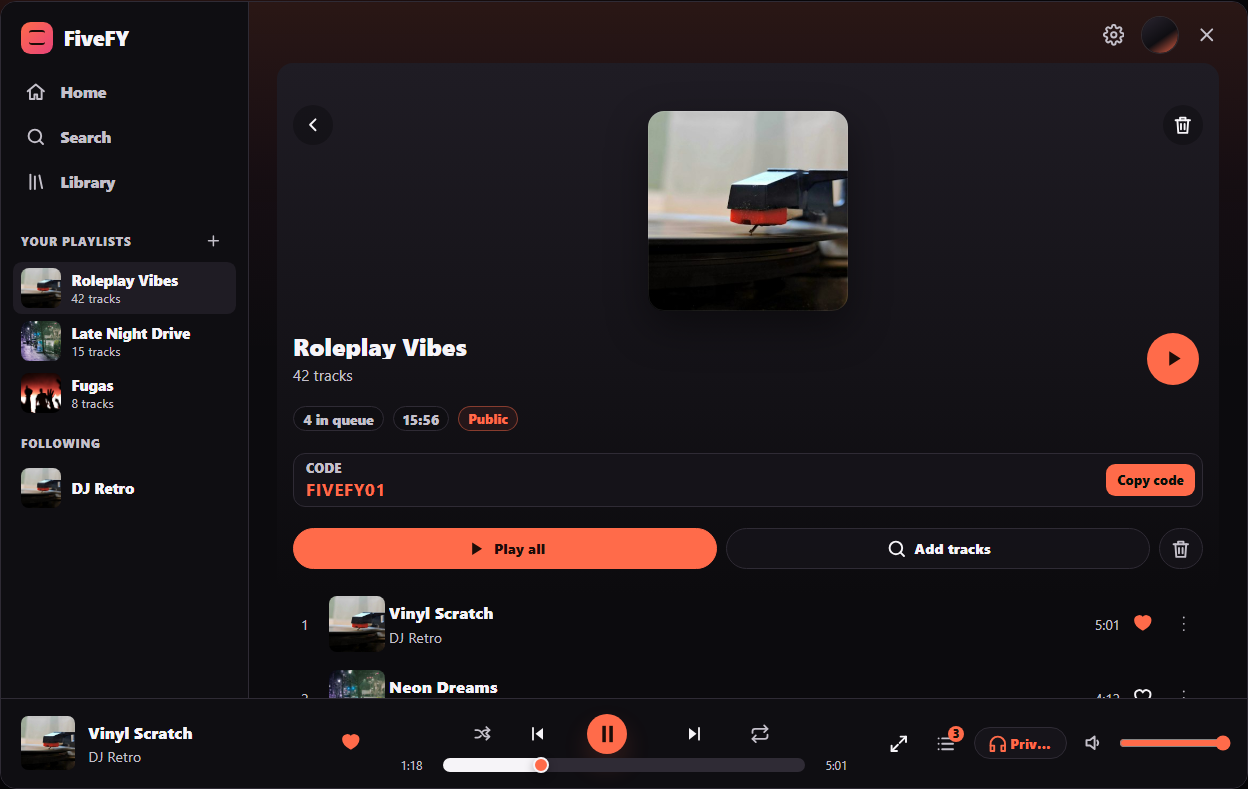 FiveFY
Home
Search
Library
YOUR PLAYLISTS
Roleplay Vibes
42 tracks
Late Night Drive
15 tracks
Fugas
8 tracks
FOLLOWING
DJ Retro
Roleplay Vibes
42 tracks
4 in queue 15:56 Public
CODE
FIVEFY01
Copy code
Play all Add tracks
1 Vinyl Scratch 5:01
DJ Retro
2 Neon Dreams 4:12
Vinyl Scratch
DJ Retro
1:18 5:01
3
Priv...